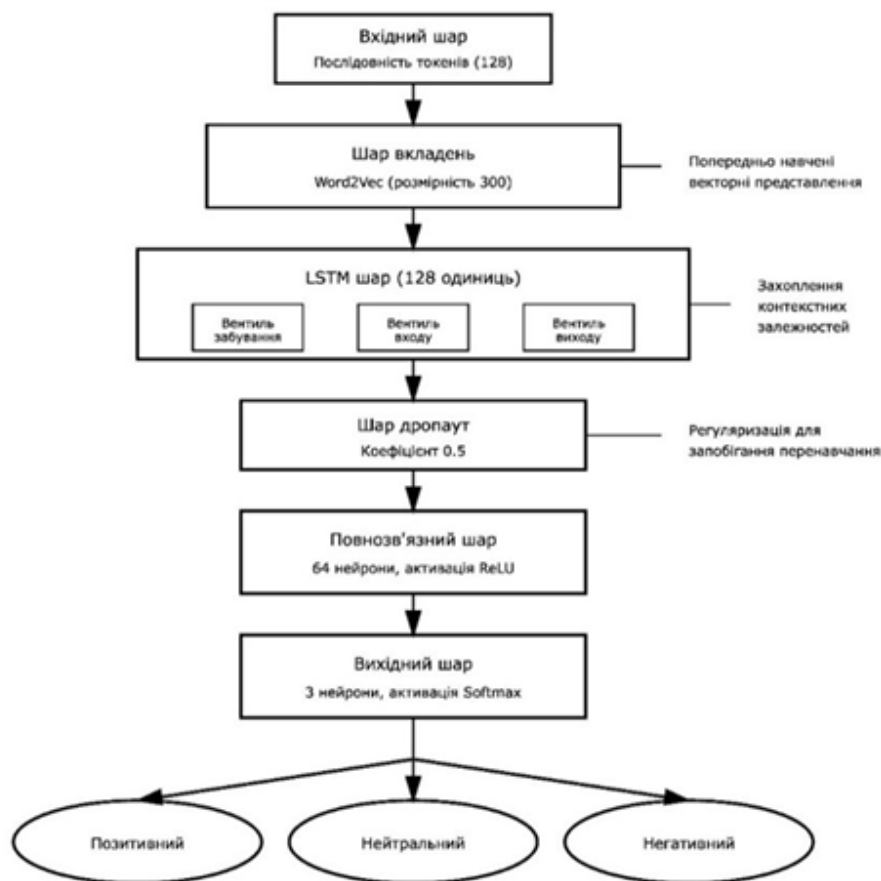 Вхідний шар
Послідовність токенів (128)
Шар вкладень
Word2Vec (розмірність 300)
Попередньо навчені
векторні представлення
LSTM шар (128 одиниць)
Вентиль
забування
Вентиль
входу
Вентиль
виходу
Захоплення
контекстних
залежностей
Шар дропаут
Коефіцієнт 0.5
Регуляризація для
запобігання перенавчання
Повнозв'язний шар
64 нейрони, активація ReLU
Вихідний шар
3 нейрони, активація Softmax
Позитивний
Нейтральний
Негативний